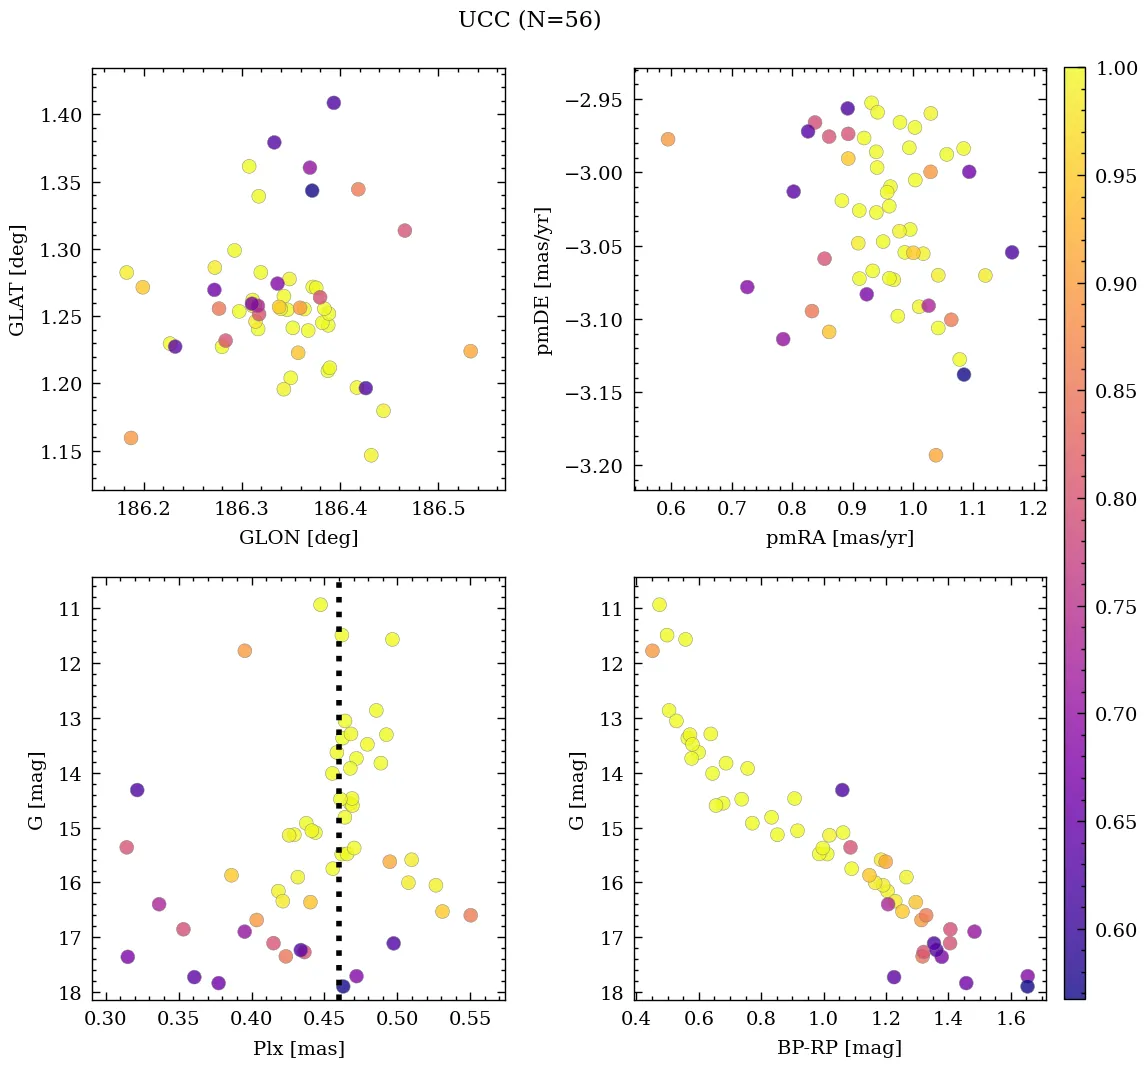 UCC (N=56)
1.40
1.35
1.30
1.25
1.20
1.15
GLAT [deg]
186.2 186.3 186.4 186.5
GLON [deg]
−2.95
−3.00
−3.05
−3.10
−3.15
−3.20
pmDE [mas/yr]
0.6 0.7 0.8 0.9 1.0 1.1 1.2
pmRA [mas/yr]
11
12
13
14
15
16
17
18
G [mag]
0.30 0.35 0.40 0.45 0.50 0.55
Plx [mas]
11
12
13
14
15
16
17
18
G [mag]
0.4 0.6 0.8 1.0 1.2 1.4 1.6
BP-RP [mag]
1.00
0.95
0.90
0.85
0.80
0.75
0.70
0.65
0.60